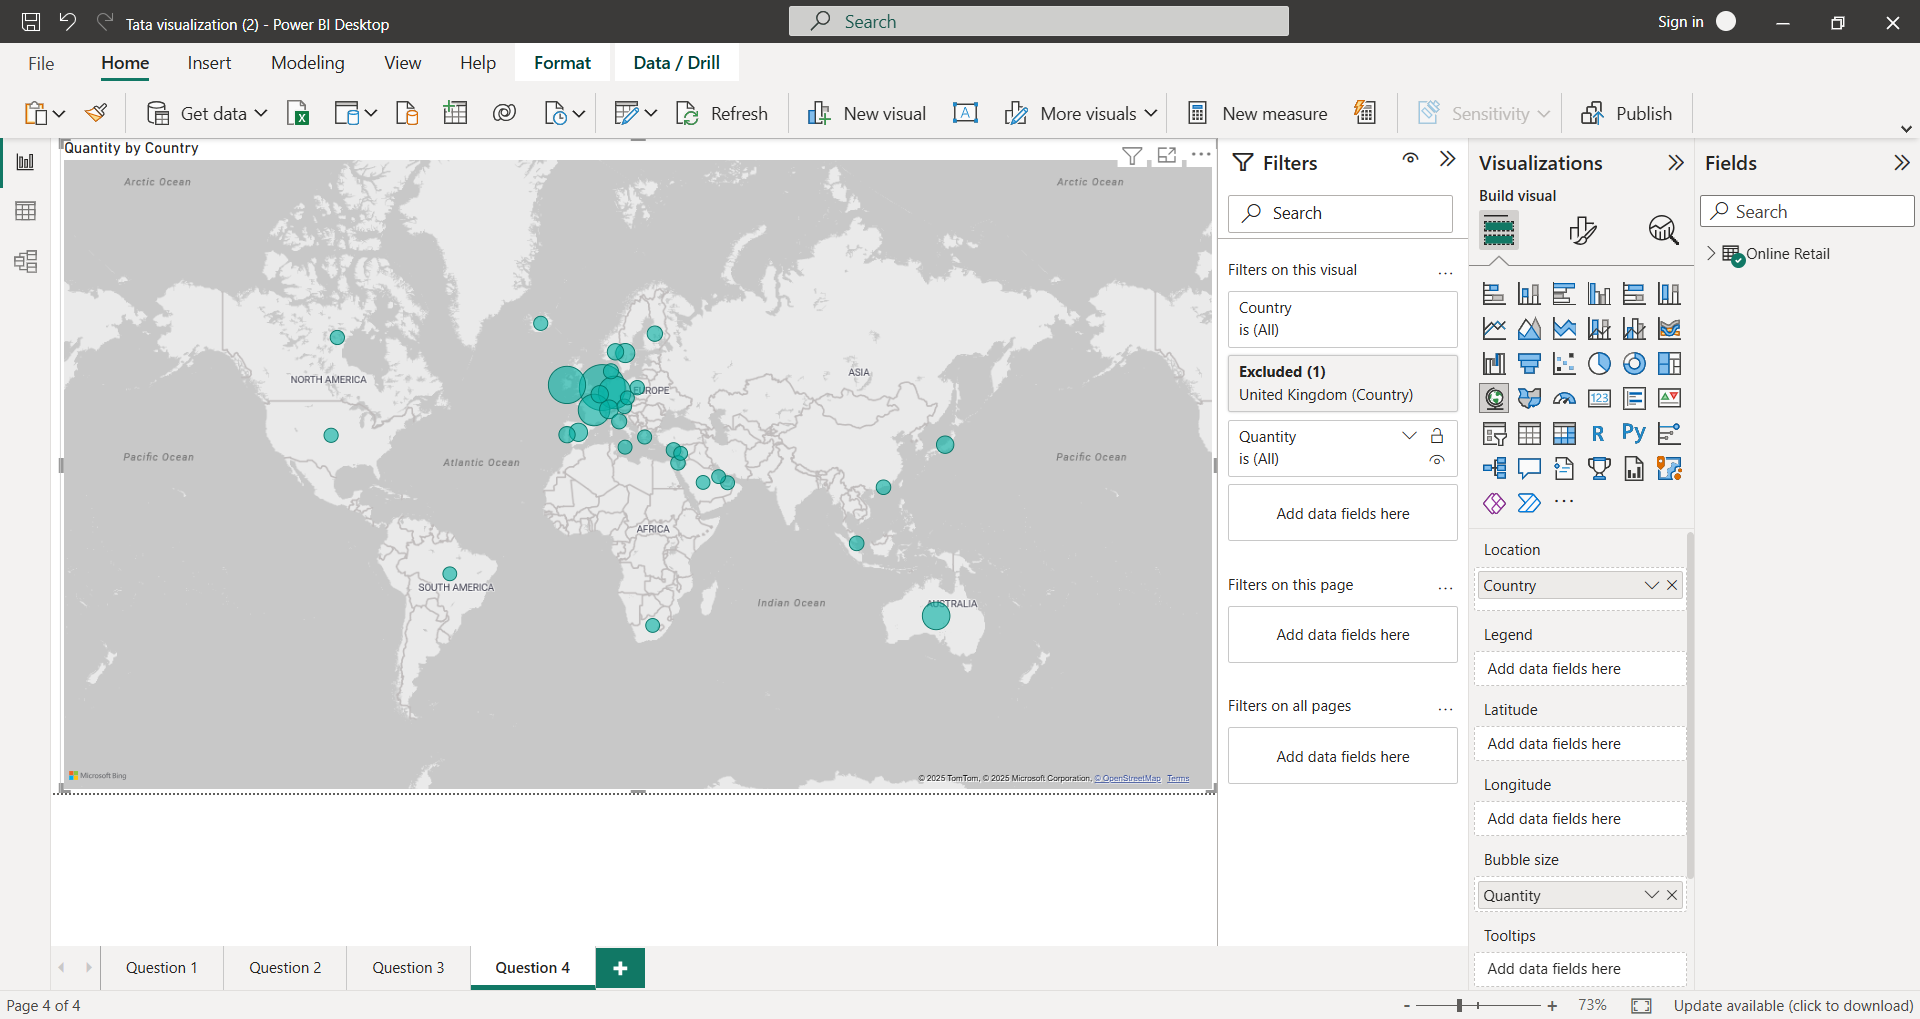 Tata visualization (2) - Power BI Desktop
Search
Sign in
File
Home
Insert
Modeling
View
Help
Format
Data / Drill
Get data
Refresh
New visual
More visuals
New measure
Sensitivity
Publish
Quantity by Country
Arctic Ocean
Arctic Ocean
NORTH AMERICA
EUROPE
ASIA
Pacific Ocean
Atlantic Ocean
Pacific Ocean
AFRICA
SOUTH AMERICA
Indian Ocean
AUSTRALIA
Microsoft Bing
© 2025 TomTom, © 2025 Microsoft Corporation, © OpenStreetMap Terms
Filters
Search
Filters on this visual
...
Country
is (All)
Excluded (1)
United Kingdom (Country)
Quantity
is (All)
Add data fields here
Filters on this page
...
Add data fields here
Filters on all pages
...
Add data fields here
Visualizations
Build visual
123
R
Py
...
Location
Country
Legend
Add data fields here
Latitude
Add data fields here
Longitude
Add data fields here
Bubble size
Quantity
Tooltips
Add data fields here
Fields
Search
Online Retail
Question 1
Question 2
Question 3
Question 4
Page 4 of 4
73%
Update available (click to download)